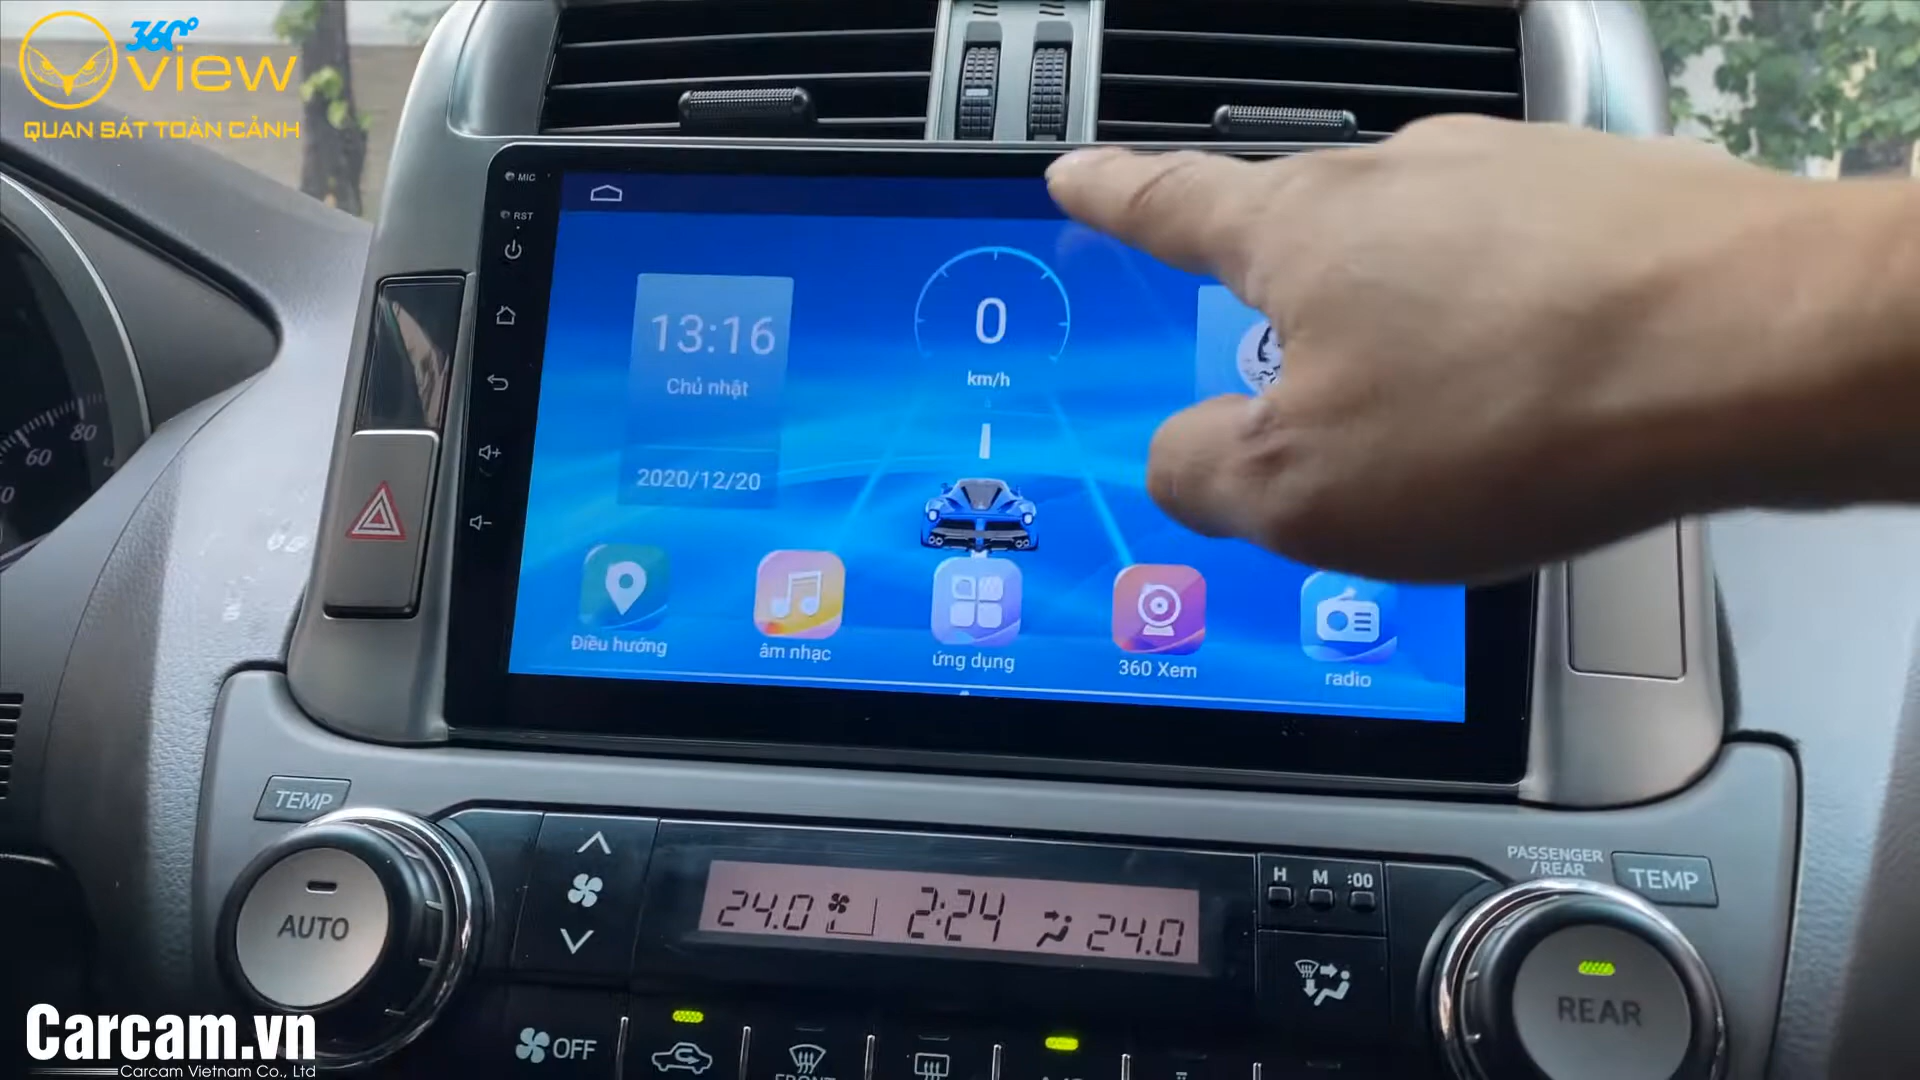 360°
view
QUAN SÁT TOÀN CẢNH
MIC
RST
13:16
Chủ nhật
2020/12/20
0
km/h
Điều hướng
âm nhạc
ứng dụng
360 Xem
radio
80
60
TEMP
AUTO
24.0
2:24
24.0
H
M
:00
PASSENGER
/REAR
TEMP
REAR
OFF
FRONT
Carcam.vn
Carcam Vietnam Co., Ltd